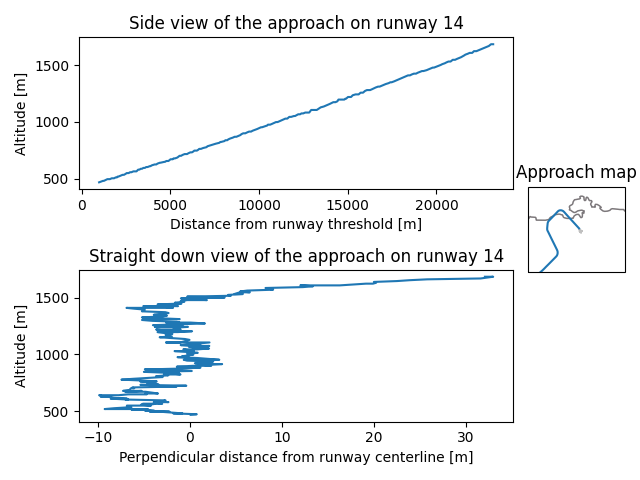 Side view of the approach on runway 14
1500
1000
500
Altitude [m]
0 5000 10000 15000 20000
Distance from runway threshold [m]
Approach map
Straight down view of the approach on runway 14
1500
1000
500
Altitude [m]
−10 0 10 20 30
Perpendicular distance from runway centerline [m]